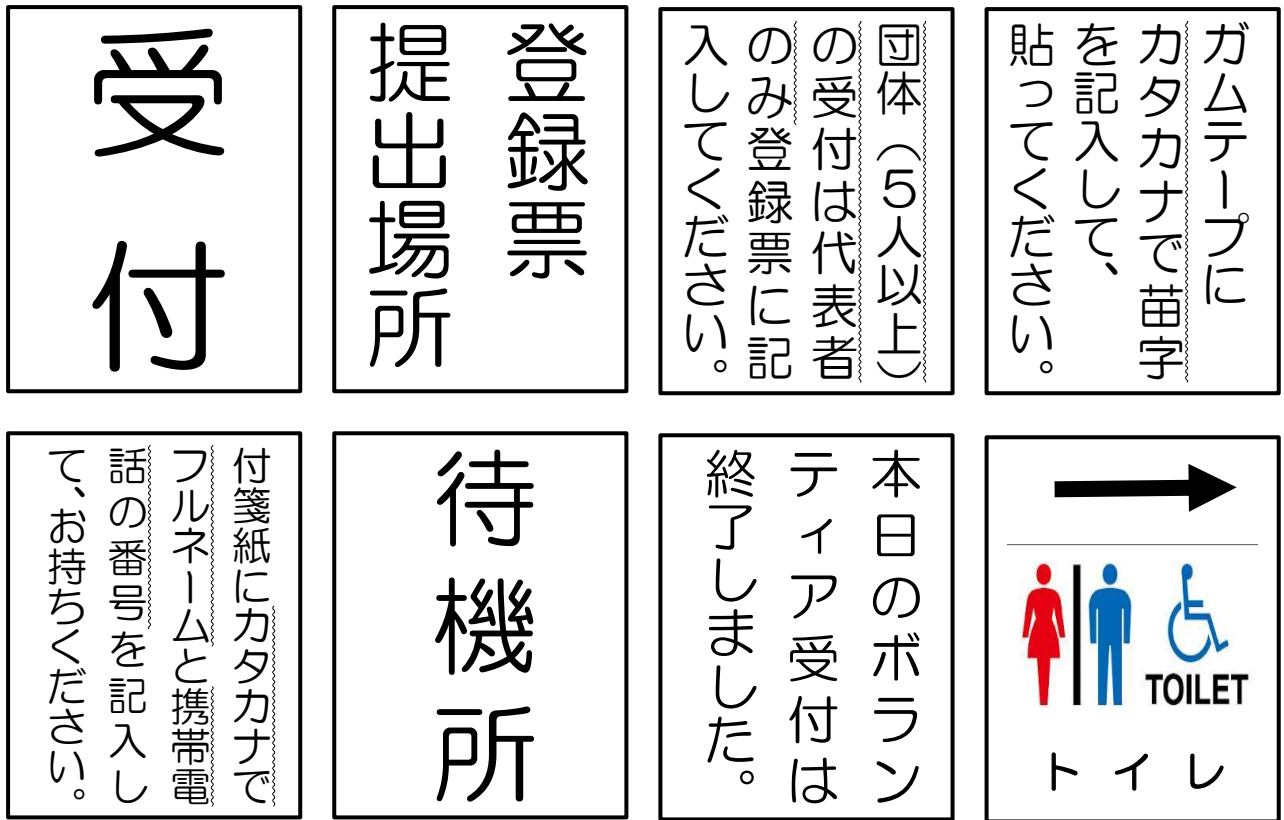 受付
登録票
提出場所
団体（５人以上）
の受付は代表者
のみ登録票に記
入してください。
ガムテープに
カタカナで苗字
を記入して、
貼ってください。
付箋紙にカタカナで
フルネームと携帯電
話の番号を記入し
て、お持ちください。
待機所
本日のボラン
ティア受付は
終了しました。
TOILET
トイレ